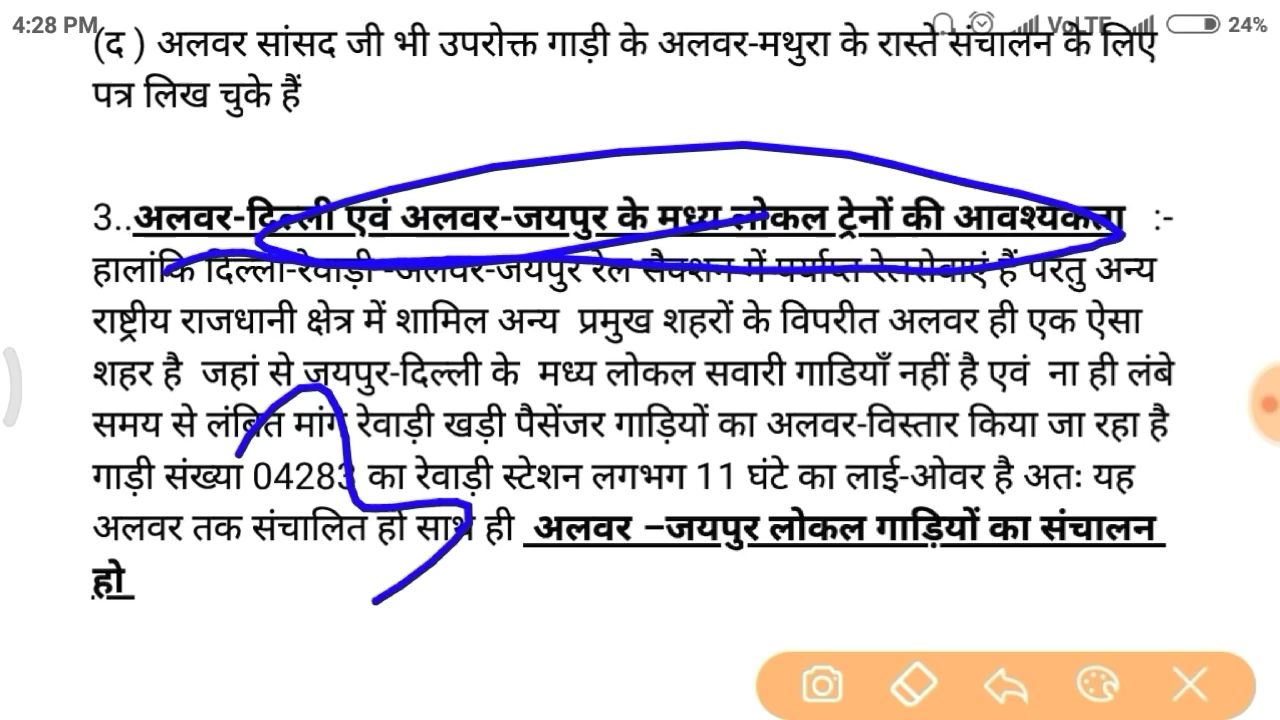 4:28 PM
VoLTE
24%
(द ) अलवर सांसद जी भी उपरोक्त गाड़ी के अलवर-मथुरा के रास्ते संचालन के लिए
पत्र लिख चुके हैं
3..अलवर-दिल्ली एवं अलवर-जयपुर के मध्य लोकल ट्रेनों की आवश्यकता :-
हालांकि दिल्ली-रेवाड़ी -अलवर-जयपुर रेल सैक्शन में पर्याप्त रेलसेवाएं हैं परंतु अन्य
राष्ट्रीय राजधानी क्षेत्र में शामिल अन्य प्रमुख शहरों के विपरीत अलवर ही एक ऐसा
शहर है जहां से जयपुर-दिल्ली के मध्य लोकल सवारी गाडियाँ नहीं है एवं ना ही लंबे
समय से लंबित मांग रेवाड़ी खड़ी पैसेंजर गाड़ियों का अलवर-विस्तार किया जा रहा है
गाड़ी संख्या 04283 का रेवाड़ी स्टेशन लगभग 11 घंटे का लाई-ओवर है अतः यह
अलवर तक संचालित हो साथ ही अलवर –जयपुर लोकल गाड़ियों का संचालन
हो